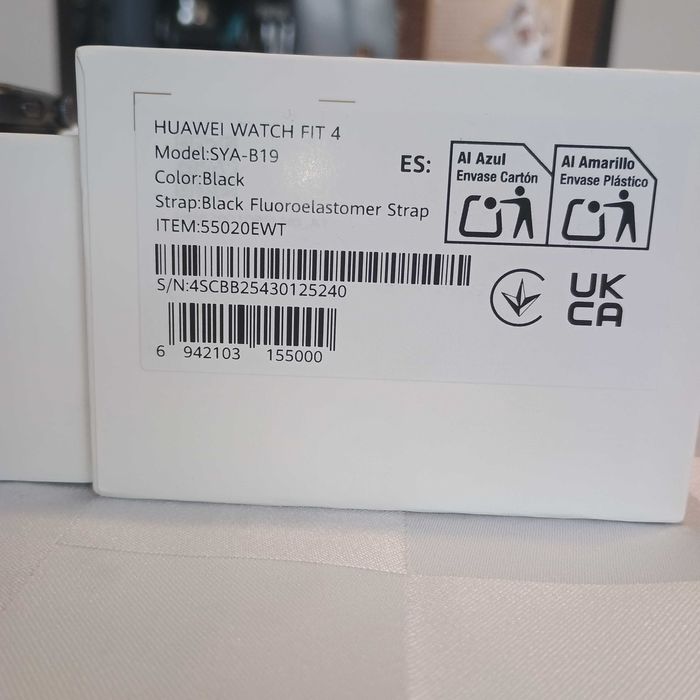 HUAWEI WATCH FIT 4
Model:SYA-B19
Color:Black
Strap:Black Fluoroelastomer Strap
ITEM:55020EWT
S/N:4SCBB25430125240
6 942103 155000
ES:
Al Azul
Envase Cartón
Al Amarillo
Envase Plástico
UK
CA